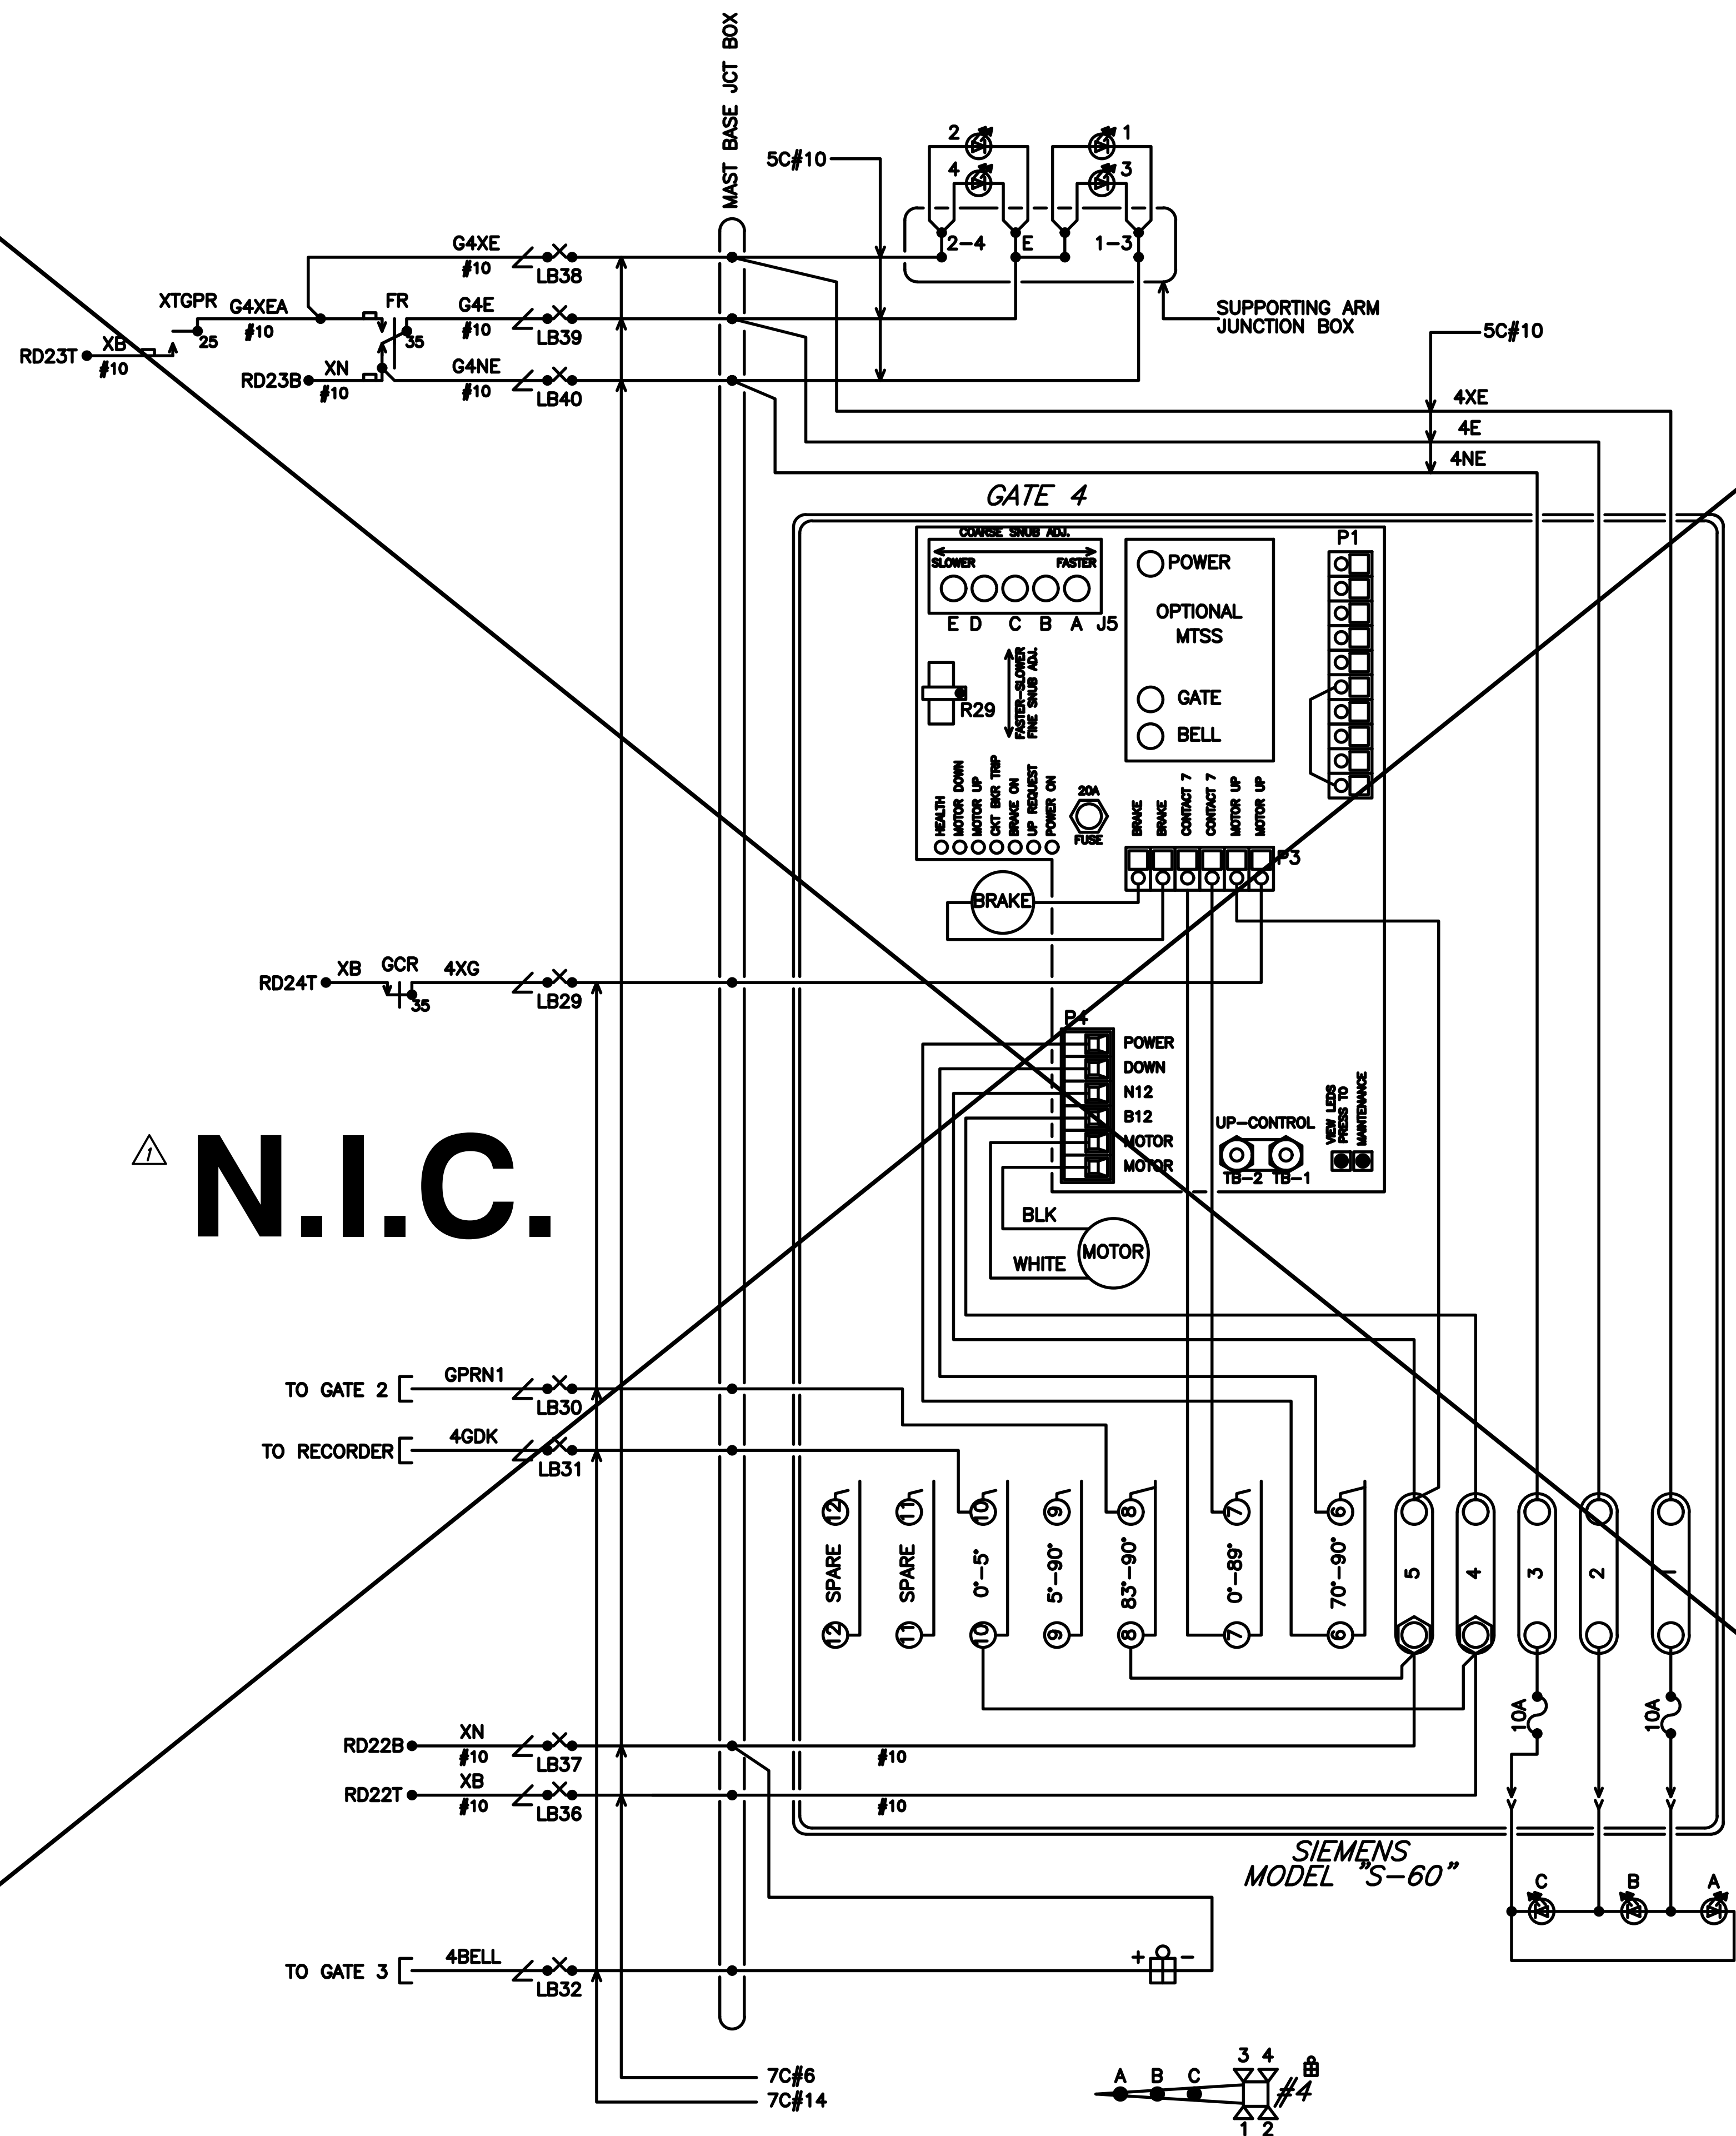 MAST BASE JCT BOX
5C#10
2
1
4
3
2-4
E
1-3
SUPPORTING ARM
JUNCTION BOX
G4XE
#10
LB38
XTGPR
G4XEA
#10
25
FR
35
G4E
#10
LB39
RD23T
XB
#10
RD23B
XN
#10
G4NE
#10
LB40
5C#10
4XE
4E
4NE
GATE 4
COARSE SNUB ADJ.
SLOWER
FASTER
E D C B A J5
R29
FASTER-SLOWER
FINE SNUB ADJ.
POWER
OPTIONAL
MTSS
GATE
BELL
P1
HEALTH
MOTOR DOWN
MOTOR UP
CKT BKR TRIP
BRAKE ON
UP REQUEST
POWER ON
20A
FUSE
BRAKE
BRAKE
CONTACT 7
CONTACT 7
MOTOR UP
MOTOR UP
P3
BRAKE
RD24T
XB
GCR
35
4XG
LB29
P4
POWER
DOWN
N12
B12
MOTOR
MOTOR
UP-CONTROL
TB-2 TB-1
VIEW LEDS
PRESS TO
MAINTENANCE
1
N.I.C.
BLK
WHITE
MOTOR
TO GATE 2
GPRN1
LB30
TO RECORDER
4GDK
LB31
12
11
10
9
8
7
6
SPARE
SPARE
0°-5°
5°-90°
83°-90°
0°-89°
70°-90°
5
4
3
2
1
12
11
10
9
8
7
6
10A
10A
RD22B
XN
#10
LB37
#10
RD22T
XB
#10
LB36
#10
SIEMENS
MODEL "S-60"
C
B
A
TO GATE 3
4BELL
LB32
+
-
7C#6
7C#14
A B C
3 4
#4
1 2